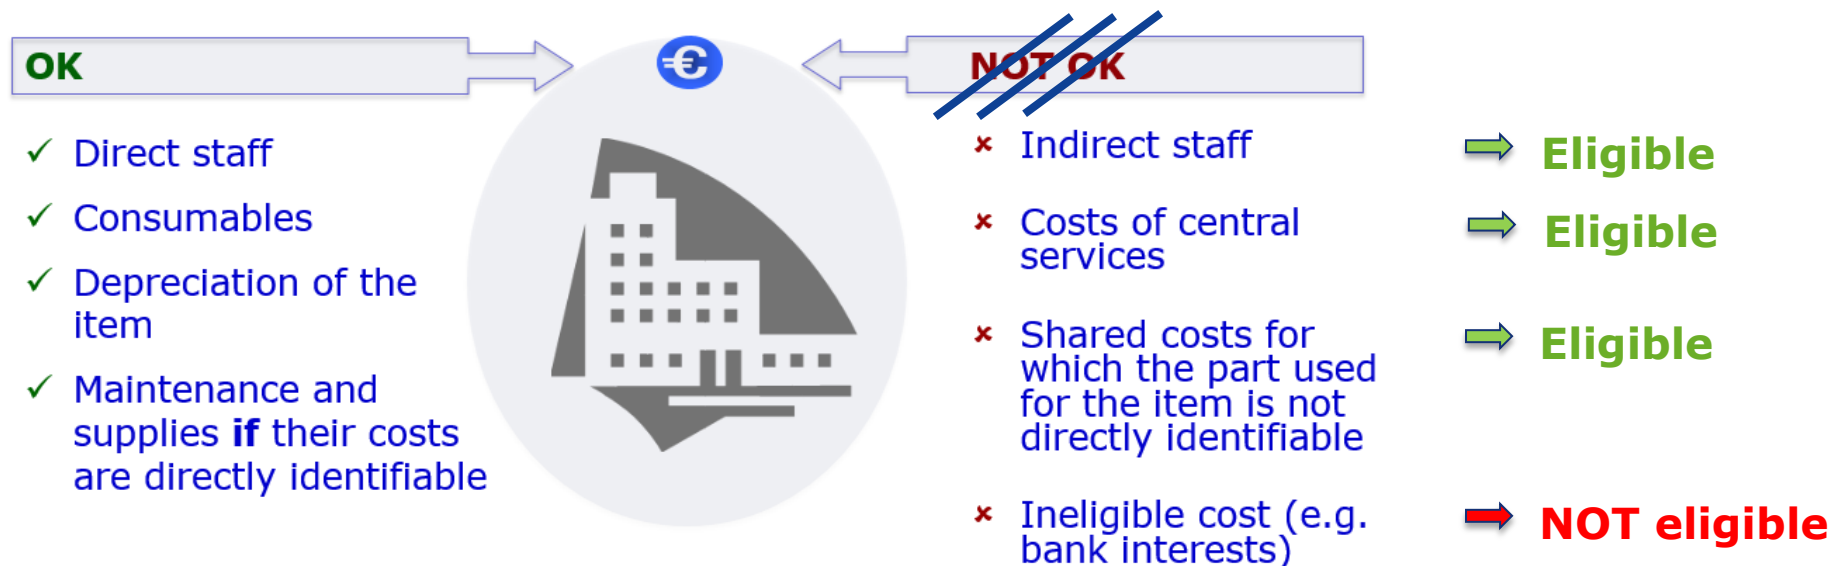 OK
€
NOT OK
✓ Direct staff
✓ Consumables
✓ Depreciation of the
item
✓ Maintenance and
supplies if their costs
are directly identifiable
× Indirect staff
Eligible
× Costs of central
services
Eligible
× Shared costs for
which the part used
for the item is not
directly identifiable
Eligible
× Ineligible cost (e.g.
bank interests)
NOT eligible